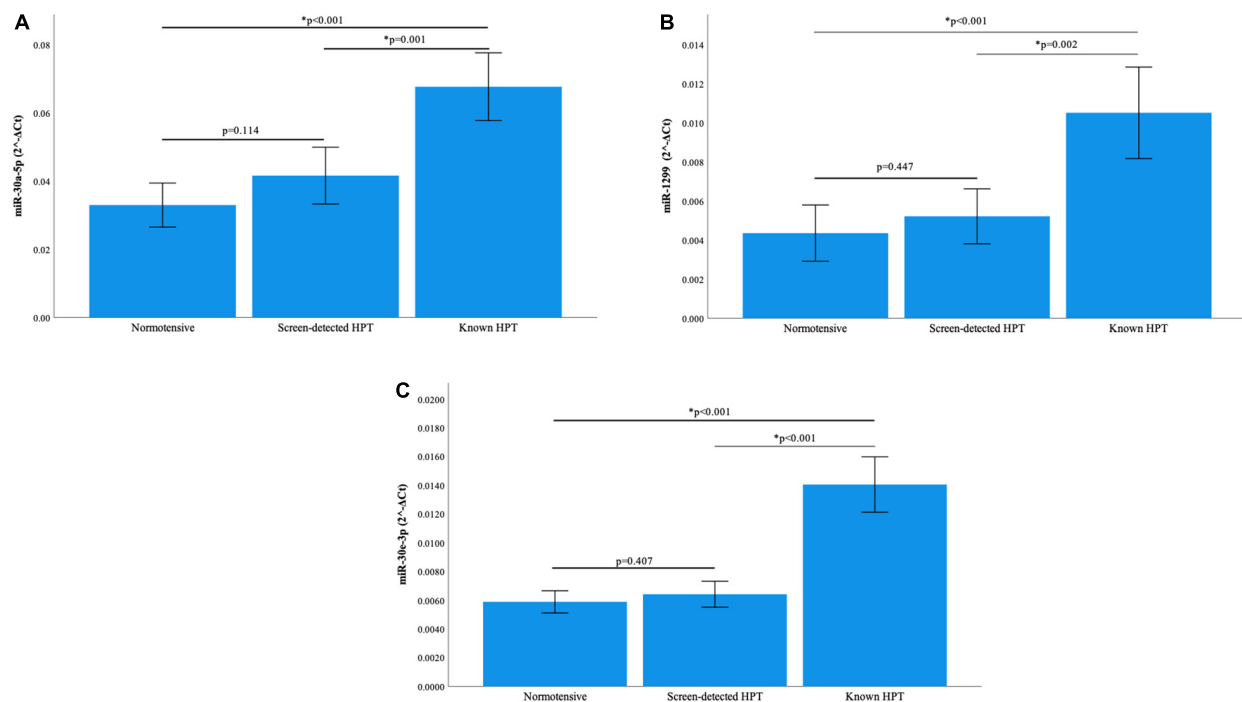 A
*p<0.001
*p=0.001
p=0.114
miR-30a-5p (2^-ΔCt)
0.08
0.06
0.04
0.02
0.00
Normotensive Screen-detected HPT Known HPT
B
*p<0.001
*p=0.002
p=0.447
miR-1299 (2^-ΔCt)
0.014
0.012
0.010
0.008
0.006
0.004
0.002
0.000
Normotensive Screen-detected HPT Known HPT
C
*p<0.001
*p<0.001
p=0.407
miR-30e-3p (2^-ΔCt)
0.0200
0.0180
0.0160
0.0140
0.0120
0.0100
0.0080
0.0060
0.0040
0.0020
0.0000
Normotensive Screen-detected HPT Known HPT